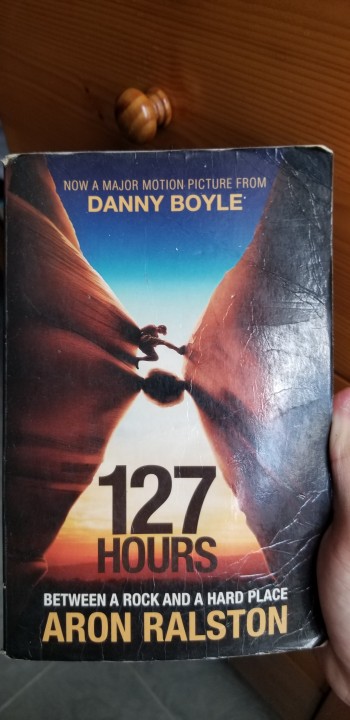 NOW A MAJOR MOTION PICTURE FROM
DANNY BOYLE
127
HOURS
BETWEEN A ROCK AND A HARD PLACE
ARON RALSTON